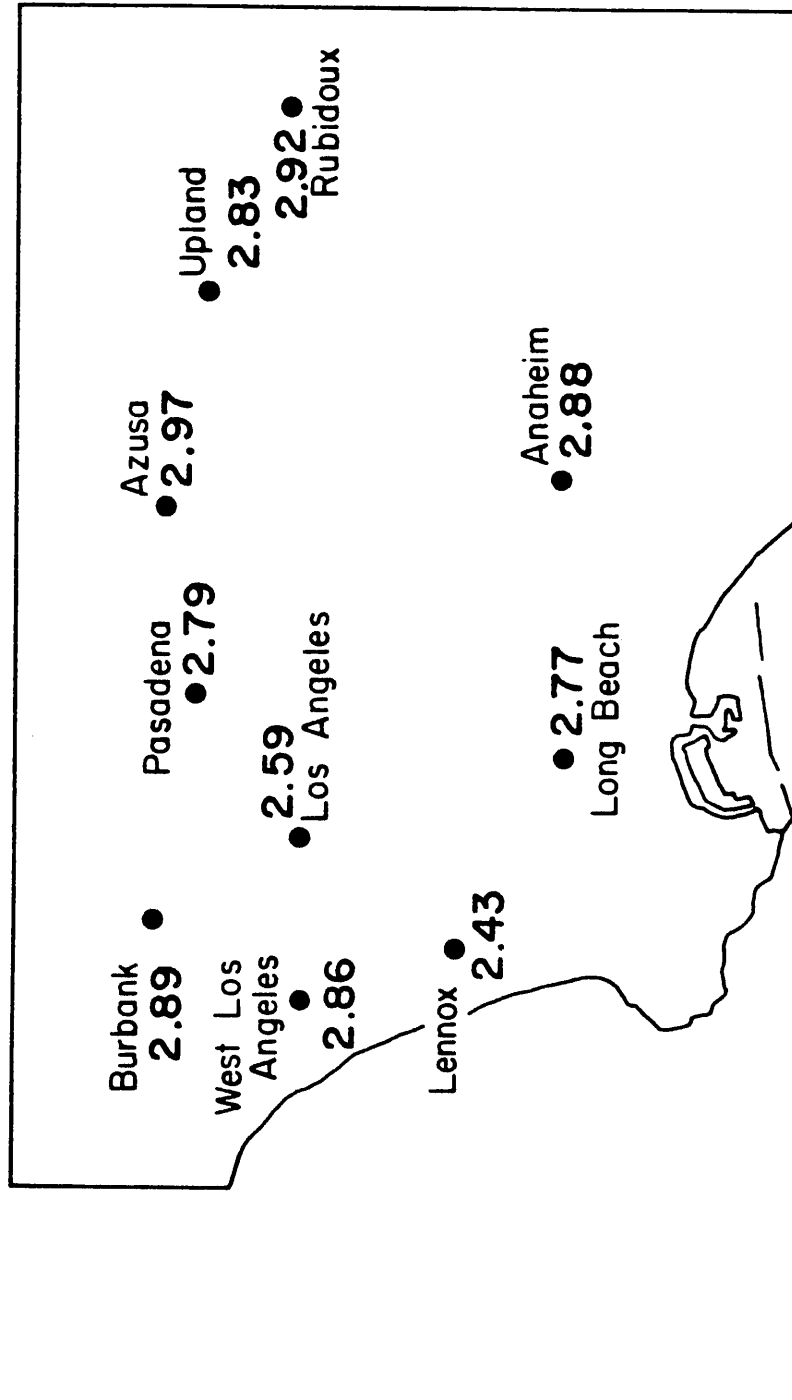 Burbank
2.89
West Los
Angeles
2.86
Lennox
2.43
Pasadena
2.79
2.59
Los Angeles
2.77
Long Beach
Azusa
2.97
Upland
2.83
2.92
Rubidoux
Anaheim
2.88